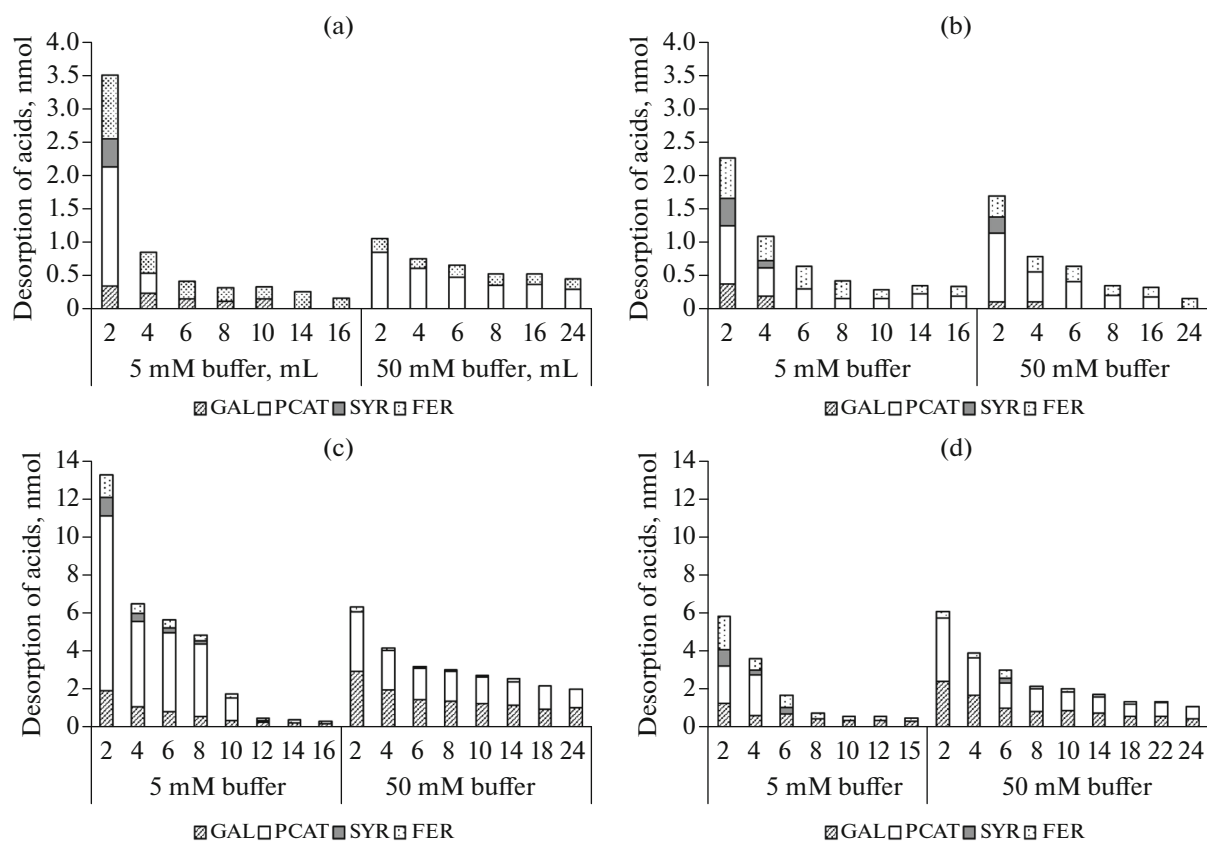 (a)
Desorption of acids, nmol
4.0
3.5
3.0
2.5
2.0
1.5
1.0
0.5
0
2 4 6 8 10 14 16 2 4 6 8 16 24
5 mM buffer, mL 50 mM buffer, mL
GAL PCAT SYR FER
(b)
Desorption of acids, nmol
4.0
3.5
3.0
2.5
2.0
1.5
1.0
0.5
0
2 4 6 8 10 14 16 2 4 6 8 16 24
5 mM buffer 50 mM buffer
GAL PCAT SYR FER
(c)
Desorption of acids, nmol
14
12
10
8
6
4
2
0
2 4 6 8 10 12 14 16 2 4 6 8 10 14 18 24
5 mM buffer 50 mM buffer
GAL PCAT SYR FER
(d)
Desorption of acids, nmol
14
12
10
8
6
4
2
0
2 4 6 8 10 12 15 2 4 6 8 10 14 18 22 24
5 mM buffer 50 mM buffer
GAL PCAT SYR FER